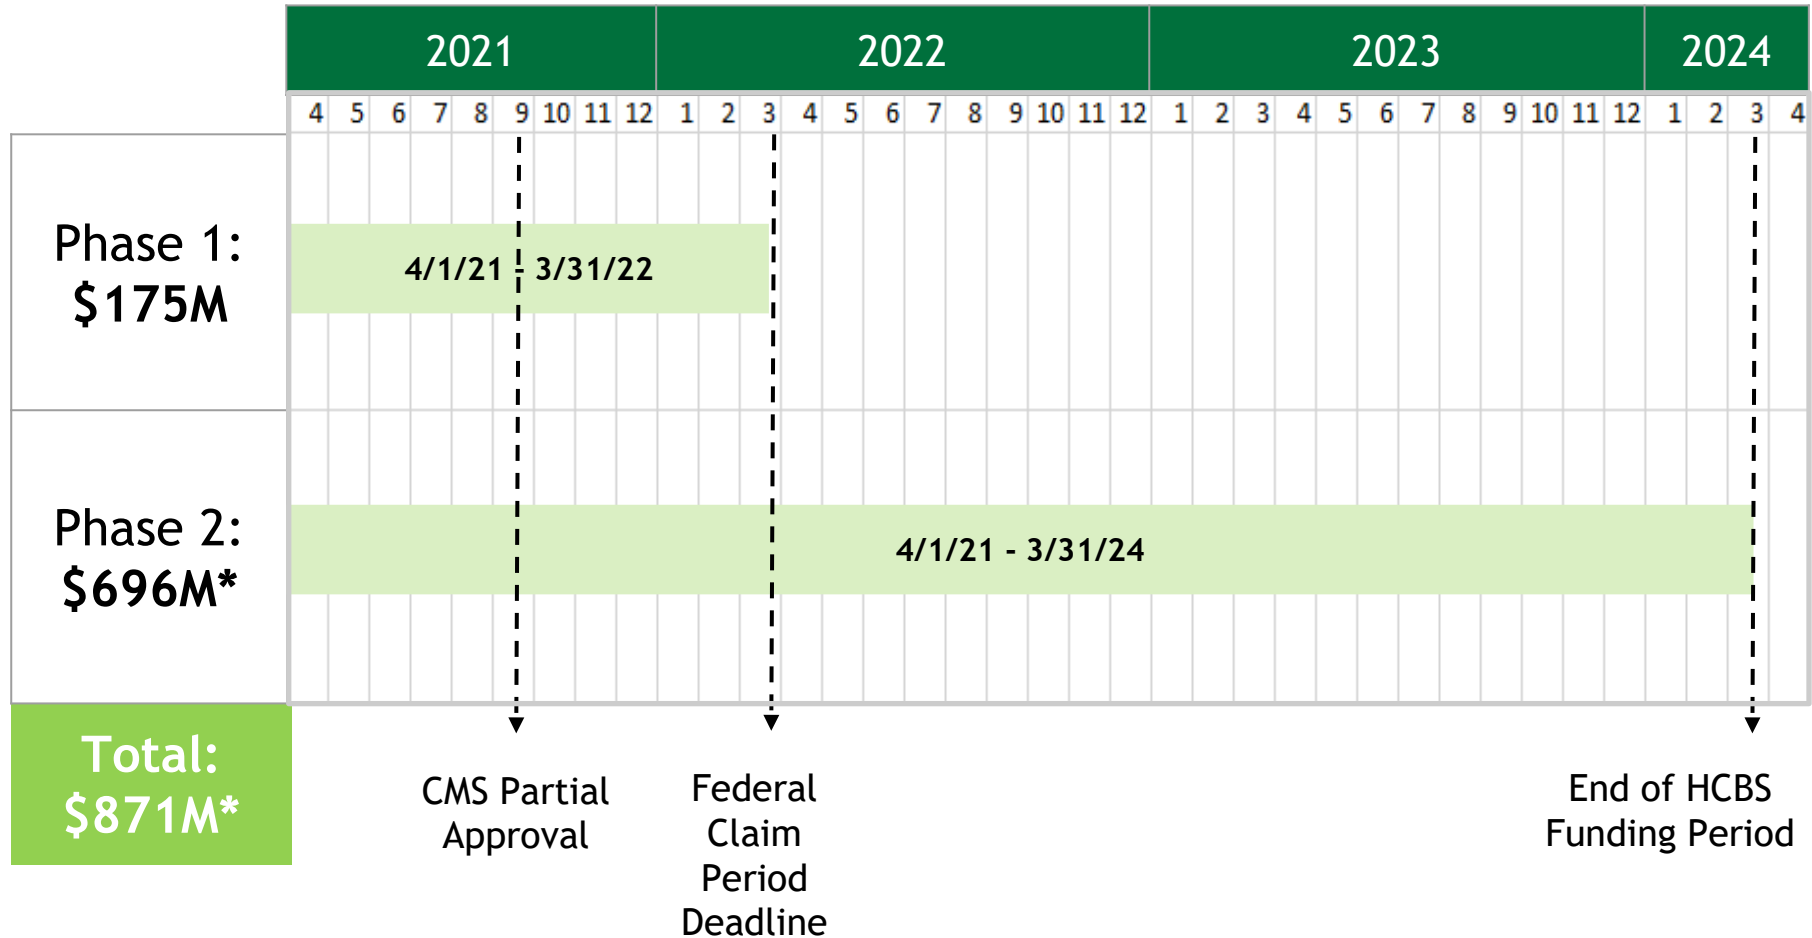 2021 2022 2023 2024
4 5 6 7 8 9 10 11 12 1 2 3 4 5 6 7 8 9 10 11 12 1 2 3 4 5 6 7 8 9 10 11 12 1 2 3 4
Phase 1:
$175M
4/1/21 - 3/31/22
Phase 2:
$696M*
4/1/21 - 3/31/24
Total:
$871M*
CMS Partial
Approval
Federal
Claim
Period
Deadline
End of HCBS
Funding Period